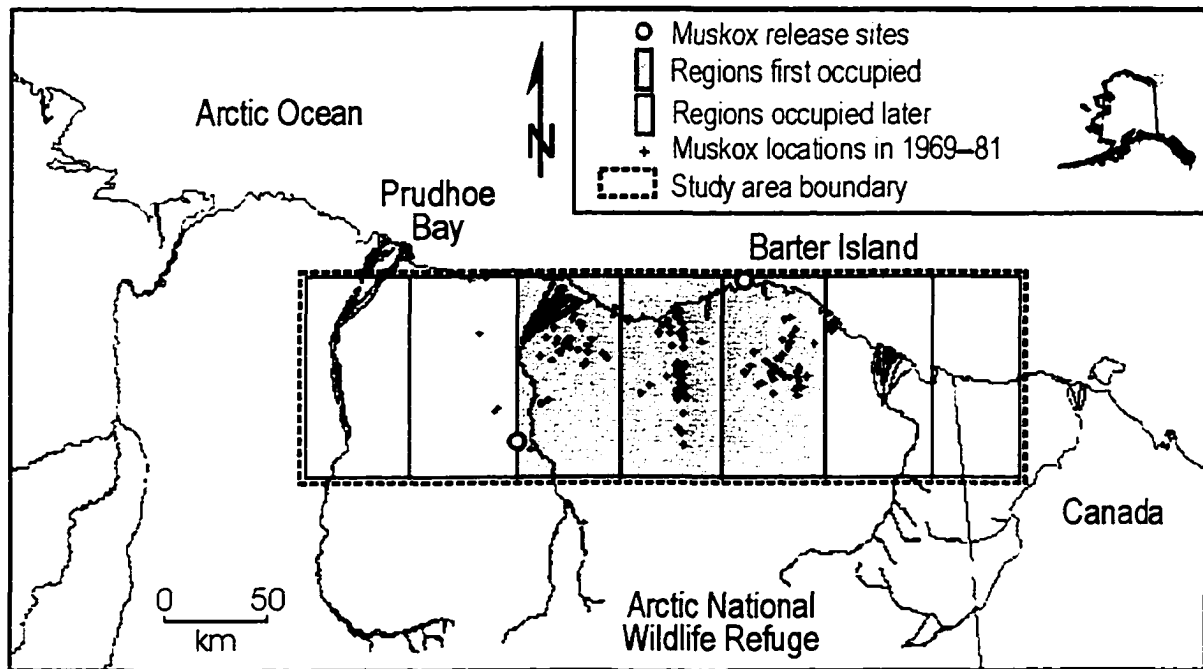 Muskox release sites
Regions first occupied
Regions occupied later
Muskox locations in 1969–81
Study area boundary
Arctic Ocean
N
Prudhoe
Bay
Barter Island
Canada
0 50
km
Arctic National
Wildlife Refuge